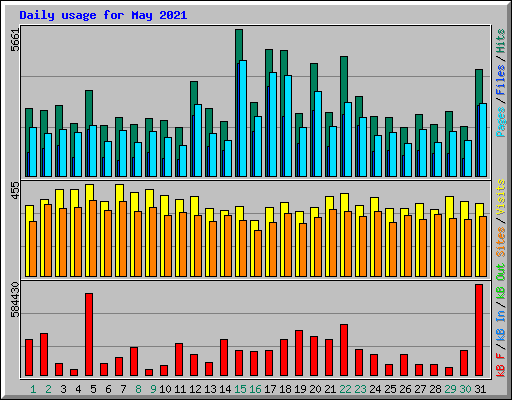 Daily usage for May 2021
5661
Pages/Files/Hits
455
Sites/Visits
584430
kB F/kB In/kB Out
1 2 3 4 5 6 7 8 9 10 11 12 13 14 15 16 17 18 19 20 21 22 23 24 25 26 27 28 29 30 31